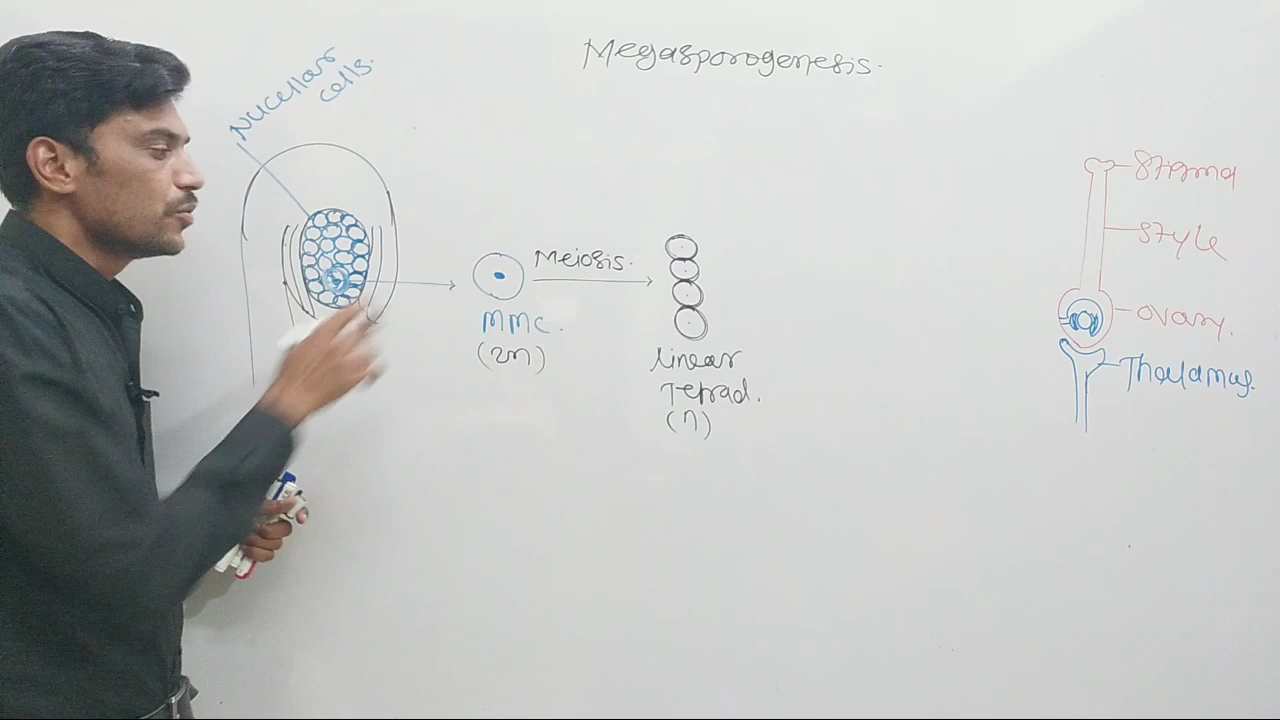 Megasporogenesis.
Nucellar
cells.
Meiosis.
MMC.
(2n)
Linear
Tetrad.
(n)
Stigma
Style
Ovary.
Thalamus.